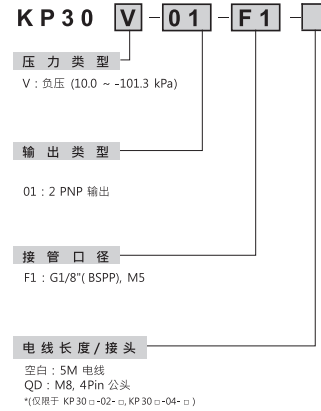 KP30 V - 01 - F1 -
压力类型
V : 负压 (10.0 ~ -101.3 kPa)
输出类型
01 : 2 PNP 输出
接管口径
F1 : G1/8"( BSPP), M5
电线长度/接头
空白 : 5M 电线
QD : M8, 4Pin 公头
*(仅限于 KP30 □ -02- □, KP30 □ -04- □ )